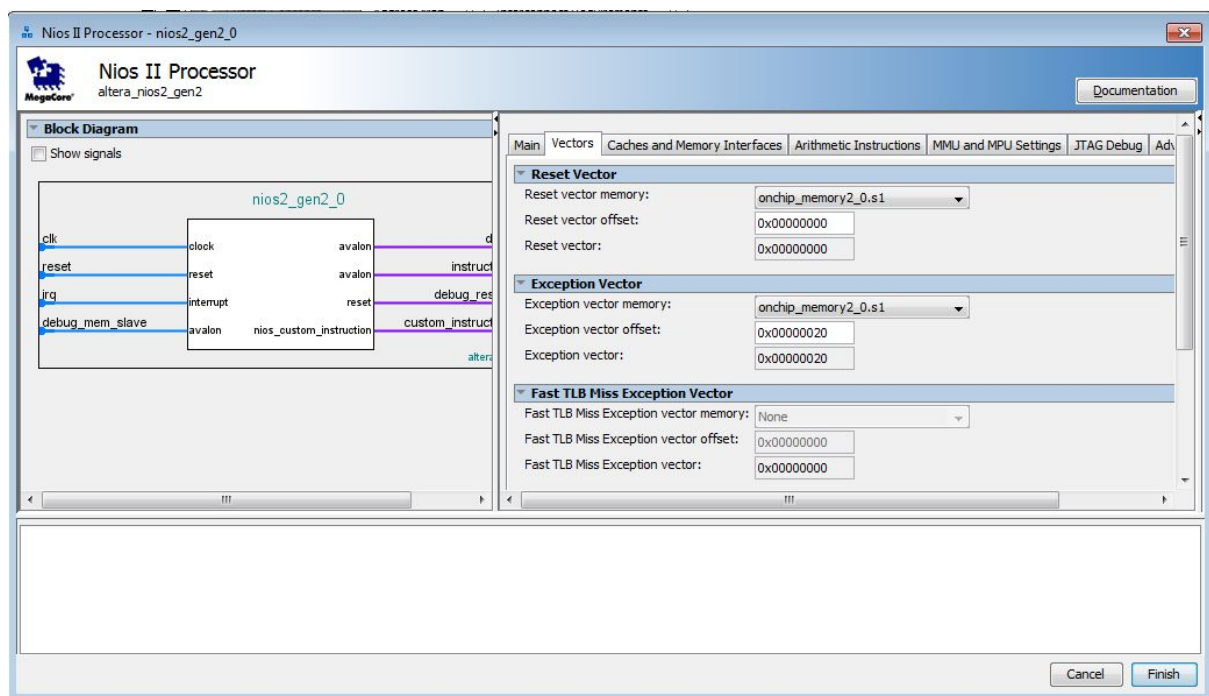 Nios II Processor - nios2_gen2_0
Nios II Processor
altera_nios2_gen2
MegaCore'
Documentation
Block Diagram
Show signals
nios2_gen2_0
clk
clock
avalon
d
reset
reset
avalon
instruct
irq
interrupt
reset
debug_res
debug_mem_slave
avalon
nios_custom_instruction
custom_instruct
altera
Main
Vectors
Caches and Memory Interfaces
Arithmetic Instructions
MMU and MPU Settings
JTAG Debug
Adv
Reset Vector
Reset vector memory: onchip_memory2_0.s1
Reset vector offset: 0x00000000
Reset vector: 0x00000000
Exception Vector
Exception vector memory: onchip_memory2_0.s1
Exception vector offset: 0x00000020
Exception vector: 0x00000020
Fast TLB Miss Exception Vector
Fast TLB Miss Exception vector memory: None
Fast TLB Miss Exception vector offset: 0x00000000
Fast TLB Miss Exception vector: 0x00000000
Cancel
Finish